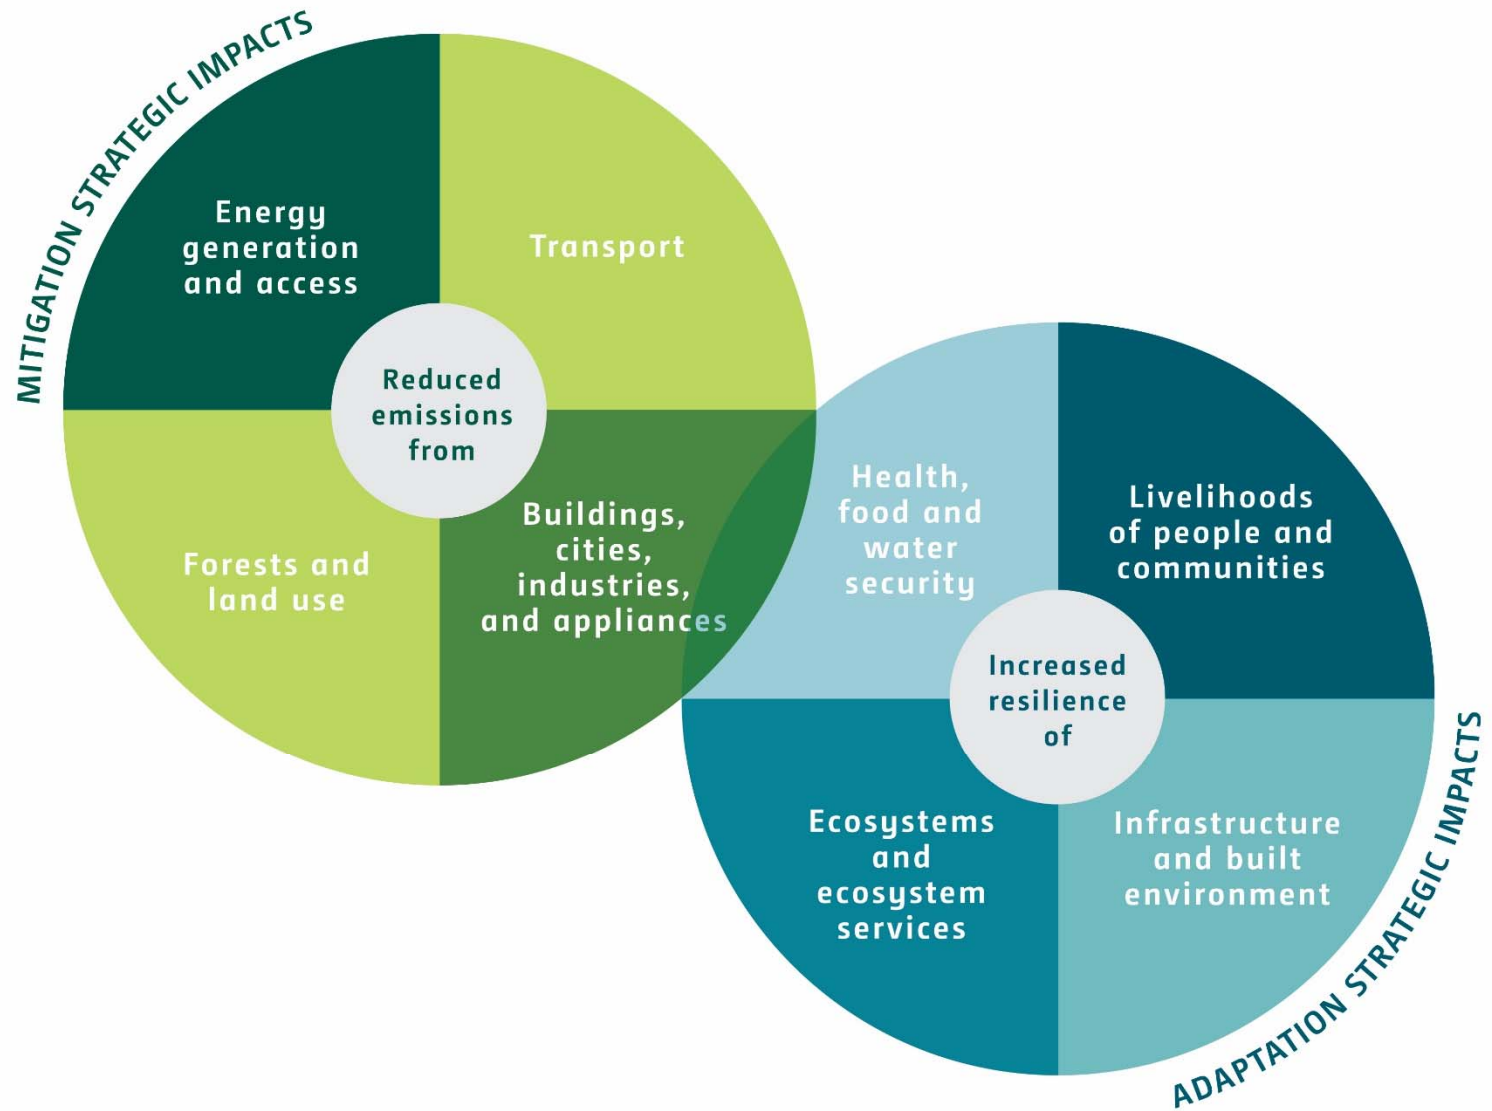 MITIGATION STRATEGIC IMPACTS
Energy
generation
and access
Transport
Reduced
emissions
from
Forests and
land use
Buildings,
cities,
industries,
and appliances
Health,
food and
water
security
Livelihoods
of people and
communities
Increased
resilience
of
Ecosystems
and
ecosystem
services
Infrastructure
and built
environment
ADAPTATION STRATEGIC IMPACTS